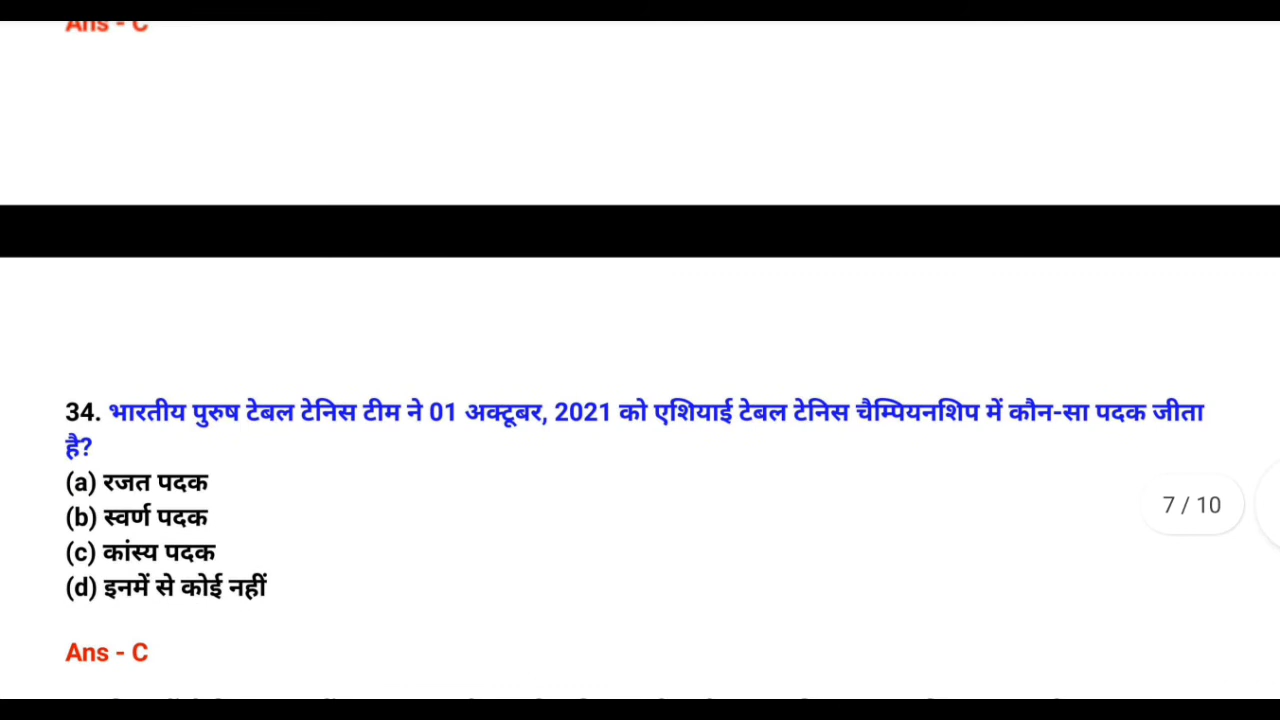 Ans - C
34. भारतीय पुरुष टेबल टेनिस टीम ने 01 अक्टूबर, 2021 को एशियाई टेबल टेनिस चैम्पियनशिप में कौन-सा पदक जीता
है?
(a) रजत पदक
(b) स्वर्ण पदक
7 / 10
(c) कांस्य पदक
(d) इनमें से कोई नहीं
Ans - C